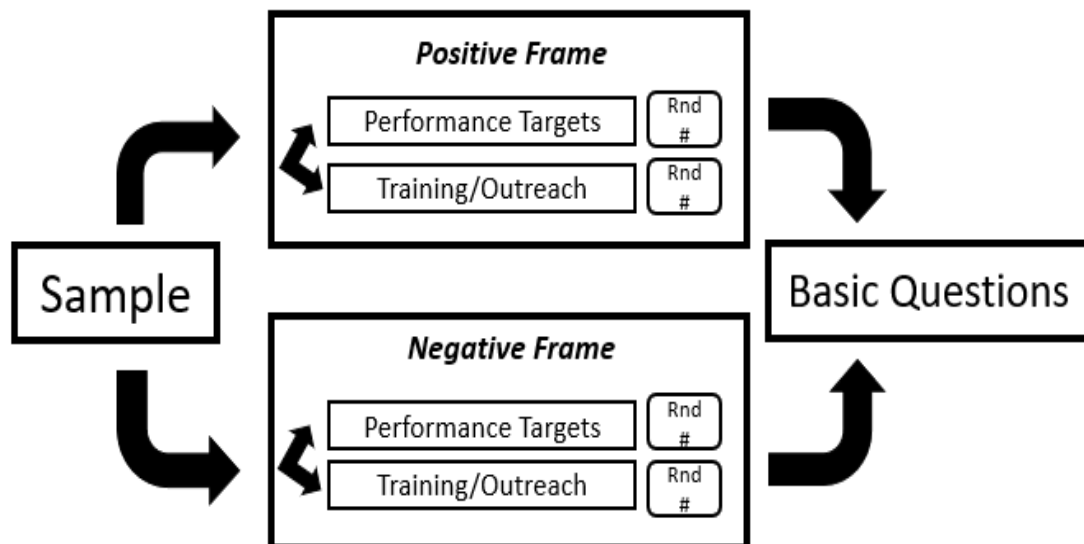 Positive Frame
Performance Targets
Rnd
#
Training/Outreach
Rnd
#
Sample
Basic Questions
Negative Frame
Performance Targets
Rnd
#
Training/Outreach
Rnd
#